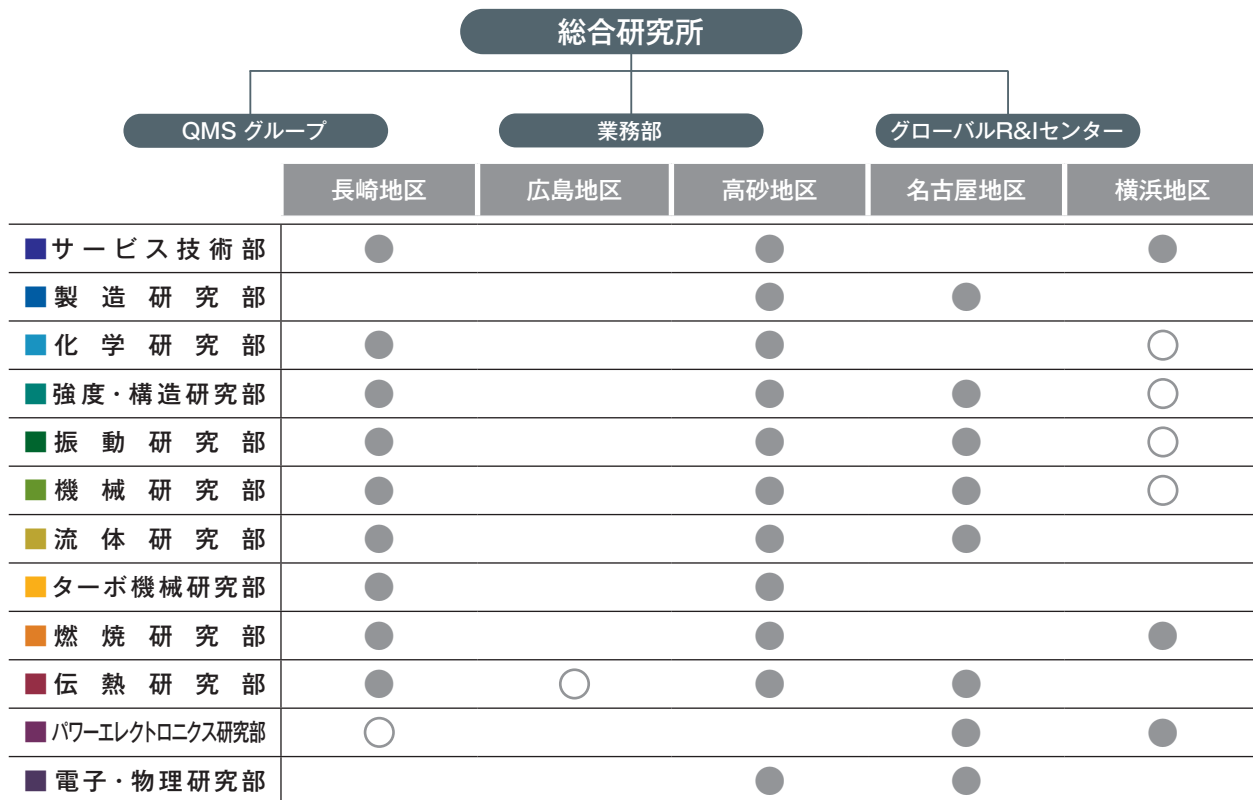 総合研究所
QMS グループ
業務部
グローバルR&Iセンター
長崎地区 広島地区 高砂地区 名古屋地区 横浜地区
サービス技術部 ● ● ●
製造研究部 ● ●
化学研究部 ● ● ○
強度・構造研究部 ● ● ● ○
振動研究部 ● ● ● ○
機械研究部 ● ● ● ○
流体研究部 ● ● ●
ターボ機械研究部 ● ●
燃焼研究部 ● ● ●
伝熱研究部 ● ○ ● ●
パワーエレクトロニクス研究部 ○ ● ●
電子・物理研究部 ● ●